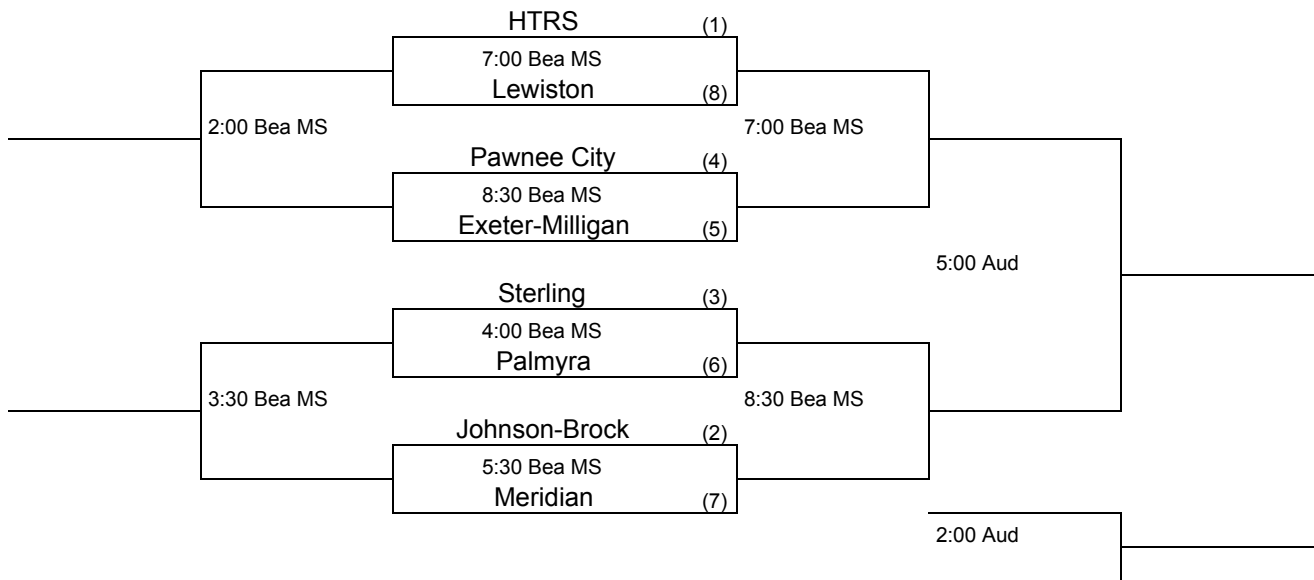 HTRS (1)
7:00 Bea MS
Lewiston (8)
2:00 Bea MS 7:00 Bea MS
Pawnee City (4)
8:30 Bea MS
Exeter-Milligan (5)
5:00 Aud
Sterling (3)
4:00 Bea MS
Palmyra (6)
3:30 Bea MS 8:30 Bea MS
Johnson-Brock (2)
5:30 Bea MS
Meridian (7)
2:00 Aud